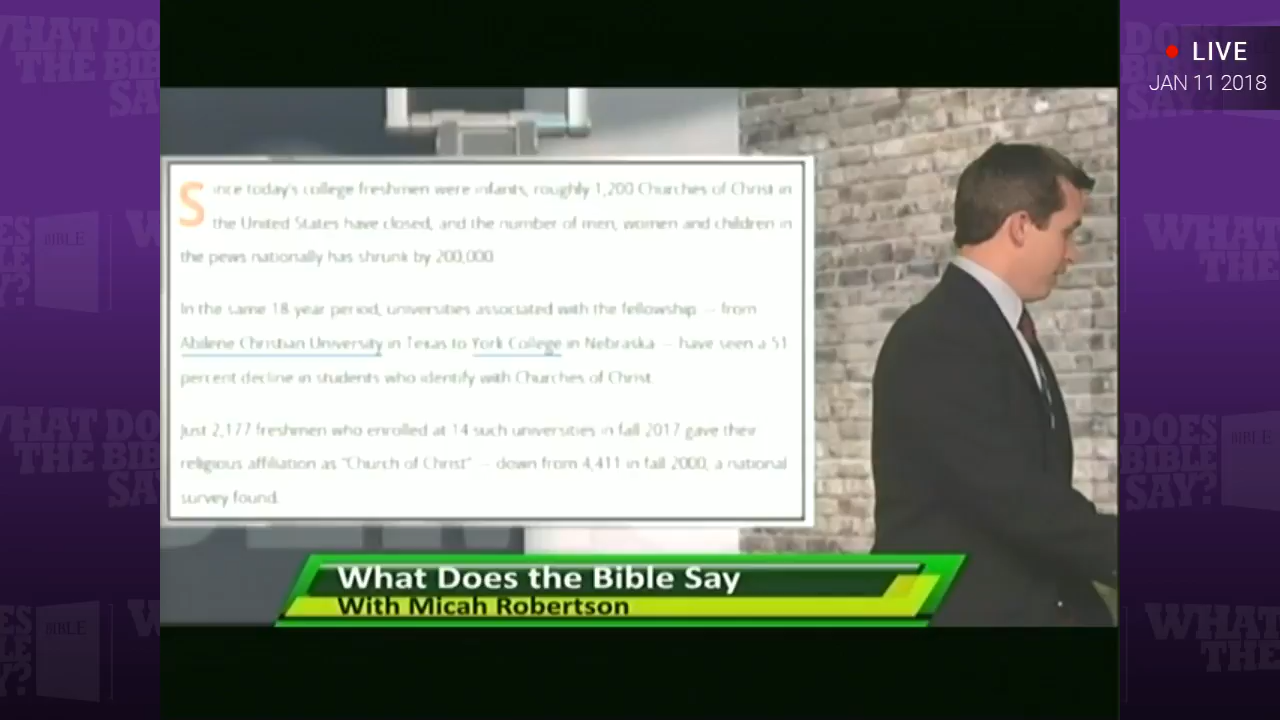 LIVE
JAN 11 2018
Since today's college freshmen were infants, roughly 1,200 Churches of Christ in
the United States have closed, and the number of men, women and children in
the pews nationally has shrunk by 200,000.
In the same 18-year period, universities associated with the fellowship — from
Abilene Christian University in Texas to York College in Nebraska — have seen a 51
percent decline in students who identify with Churches of Christ.
Just 2,177 freshmen who enrolled at 14 such universities in fall 2017 gave their
religious affiliation as "Church of Christ" — down from 4,411 in fall 2000, a national
survey found.
What Does the Bible Say
With Micah Robertson